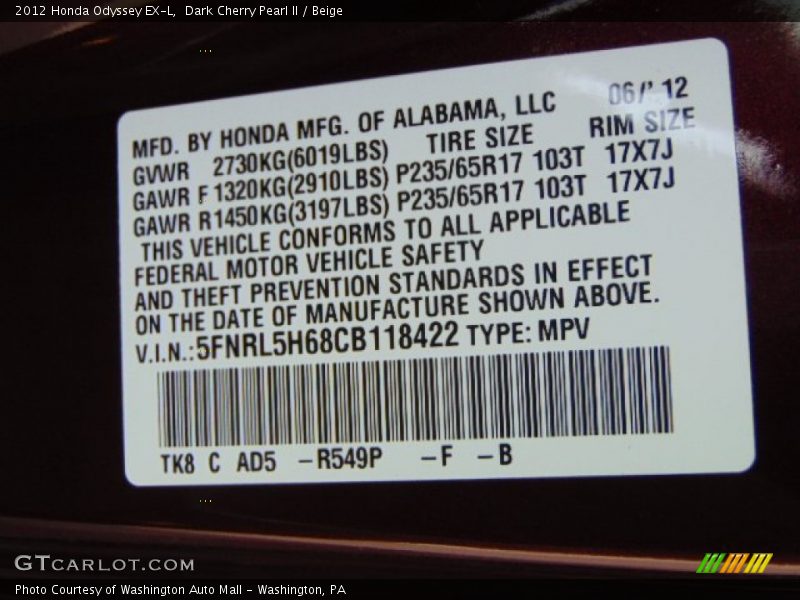 2012 Honda Odyssey EX-L,  Dark Cherry Pearl II / Beige
MFD. BY HONDA MFG. OF ALABAMA, LLC 06/' 12
GVWR 2730KG(6019LBS) TIRE SIZE RIM SIZE
GAWR F 1320KG(2910LBS) P235/65R17 103T 17X7J
GAWR R1450KG(3197LBS) P235/65R17 103T 17X7J
THIS VEHICLE CONFORMS TO ALL APPLICABLE
FEDERAL MOTOR VEHICLE SAFETY
AND THEFT PREVENTION STANDARDS IN EFFECT
ON THE DATE OF MANUFACTURE SHOWN ABOVE.
V.I.N.:5FNRL5H68CB118422 TYPE: MPV
TK8 C AD5 -R549P -F -B
GTCARLOT.COM
Photo Courtesy of Washington Auto Mall - Washington, PA